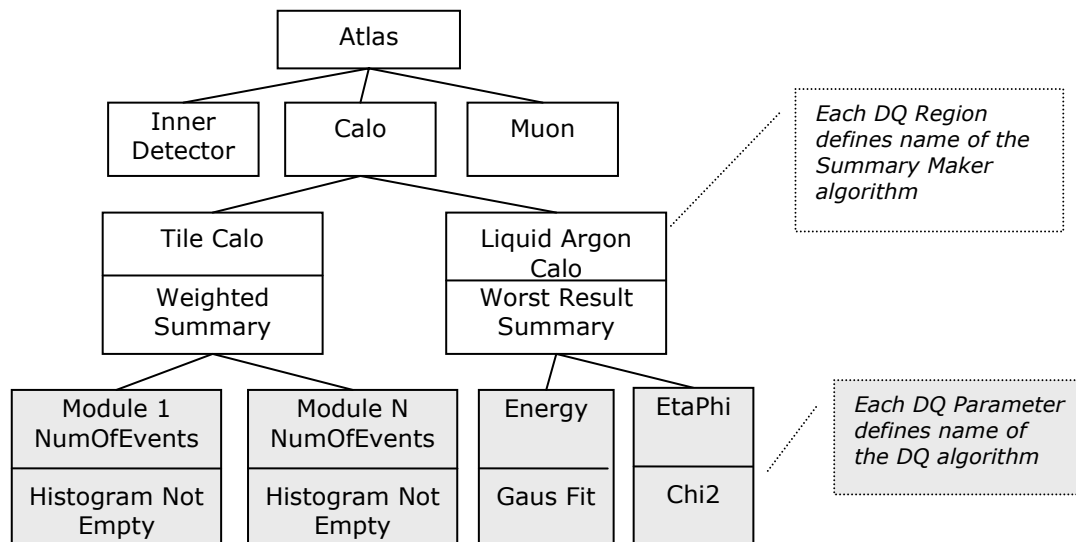 Atlas
Inner
Detector
Calo
Muon
Each DQ Region
defines name of the
Summary Maker
algorithm
Tile Calo
Weighted
Summary
Liquid Argon
Calo
Worst Result
Summary
Module 1
NumOfEvents
Histogram Not
Empty
Module N
NumOfEvents
Histogram Not
Empty
Energy
Gaus Fit
EtaPhi
Chi2
Each DQ Parameter
defines name of
the DQ algorithm